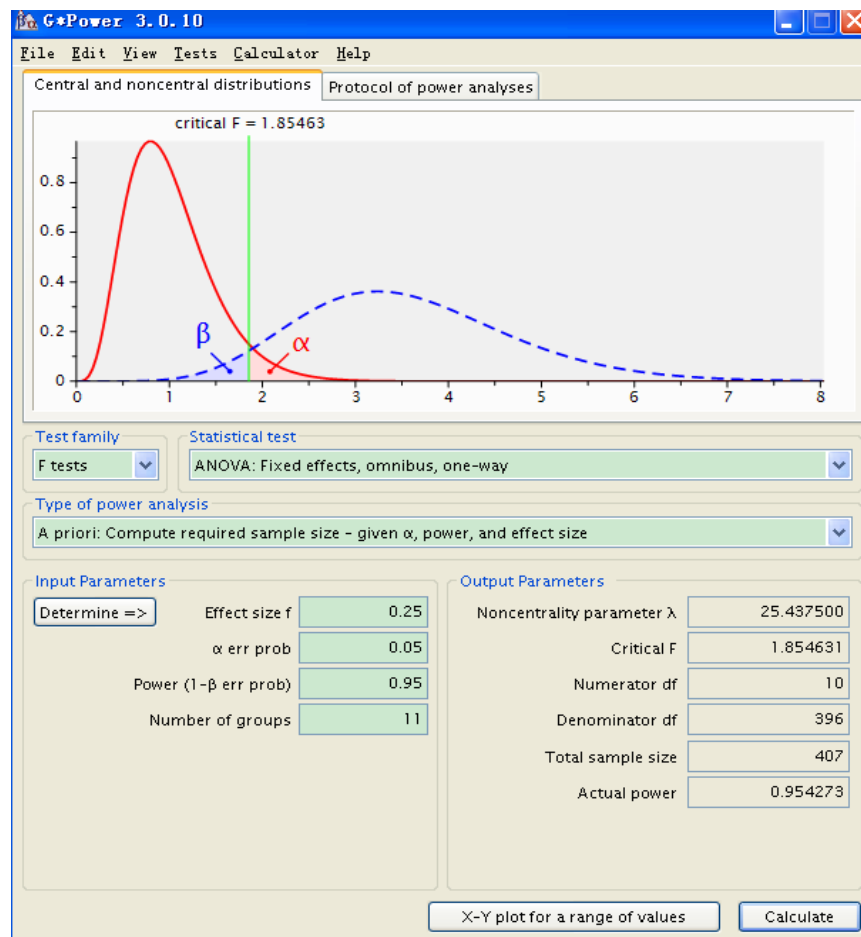 G*Power 3.0.10
File Edit View Tests Calculator Help
Central and noncentral distributions Protocol of power analyses
critical F = 1.85463
0.8
0.6
0.4
0.2
0
β α
0 1 2 3 4 5 6 7 8
Test family Statistical test
F tests ANOVA: Fixed effects, omnibus, one-way
Type of power analysis
A priori: Compute required sample size - given α, power, and effect size
Input Parameters Output Parameters
Determine => Effect size f 0.25 Noncentrality parameter λ 25.437500
α err prob 0.05 Critical F 1.854631
Power (1-β err prob) 0.95 Numerator df 10
Number of groups 11 Denominator df 396
Total sample size 407
Actual power 0.954273
X-Y plot for a range of values Calculate